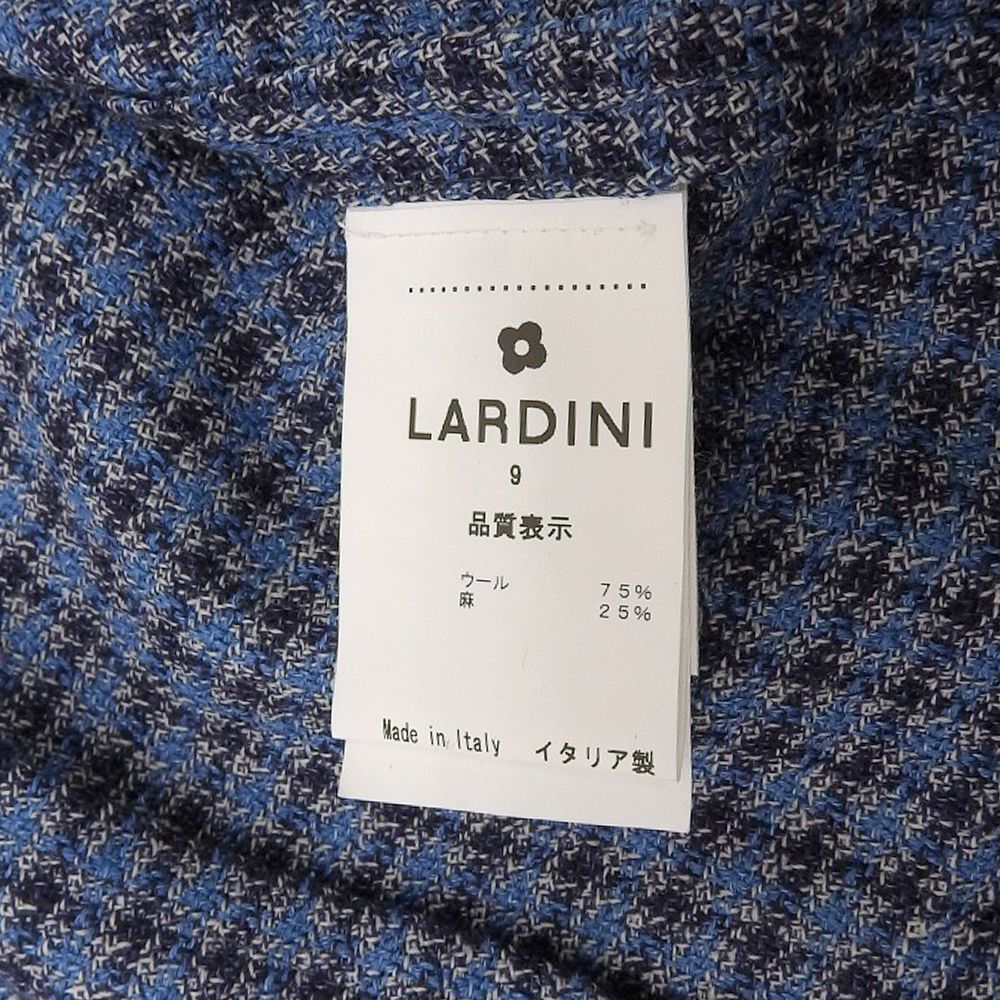 LARDINI
9
品質表示
ウール 75%
麻 25%
Made in Italy イタリア製